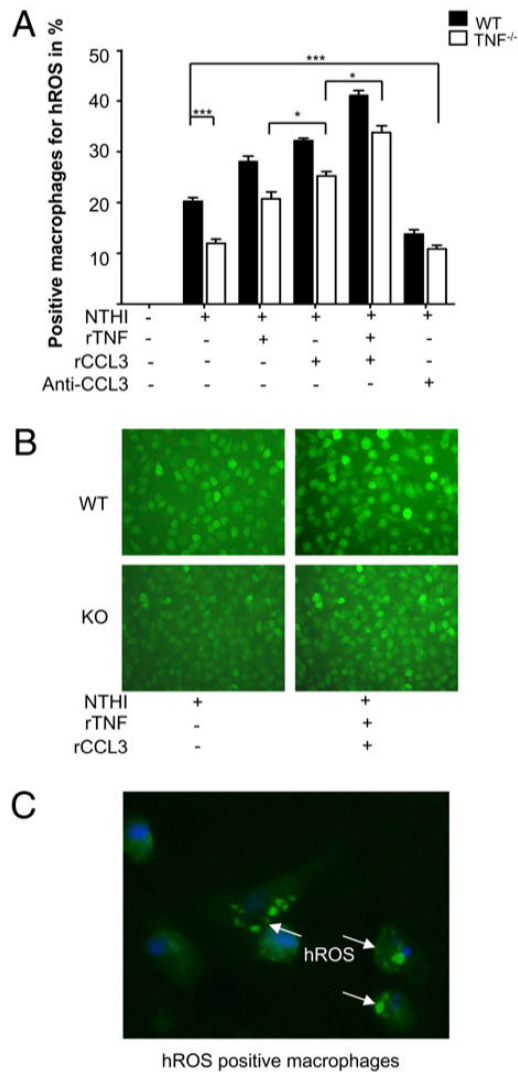 A
WT
TNF-/-
Positive macrophages for hROS in %
50
40
30
20
10
***
***
*
*
NTHI - + + + + +
rTNF - - + - + -
rCCL3 - - - + + -
Anti-CCL3 - - - - - +
B
WT
KO
NTHI + +
rTNF - +
rCCL3 - +
C
hROS
hROS positive macrophages